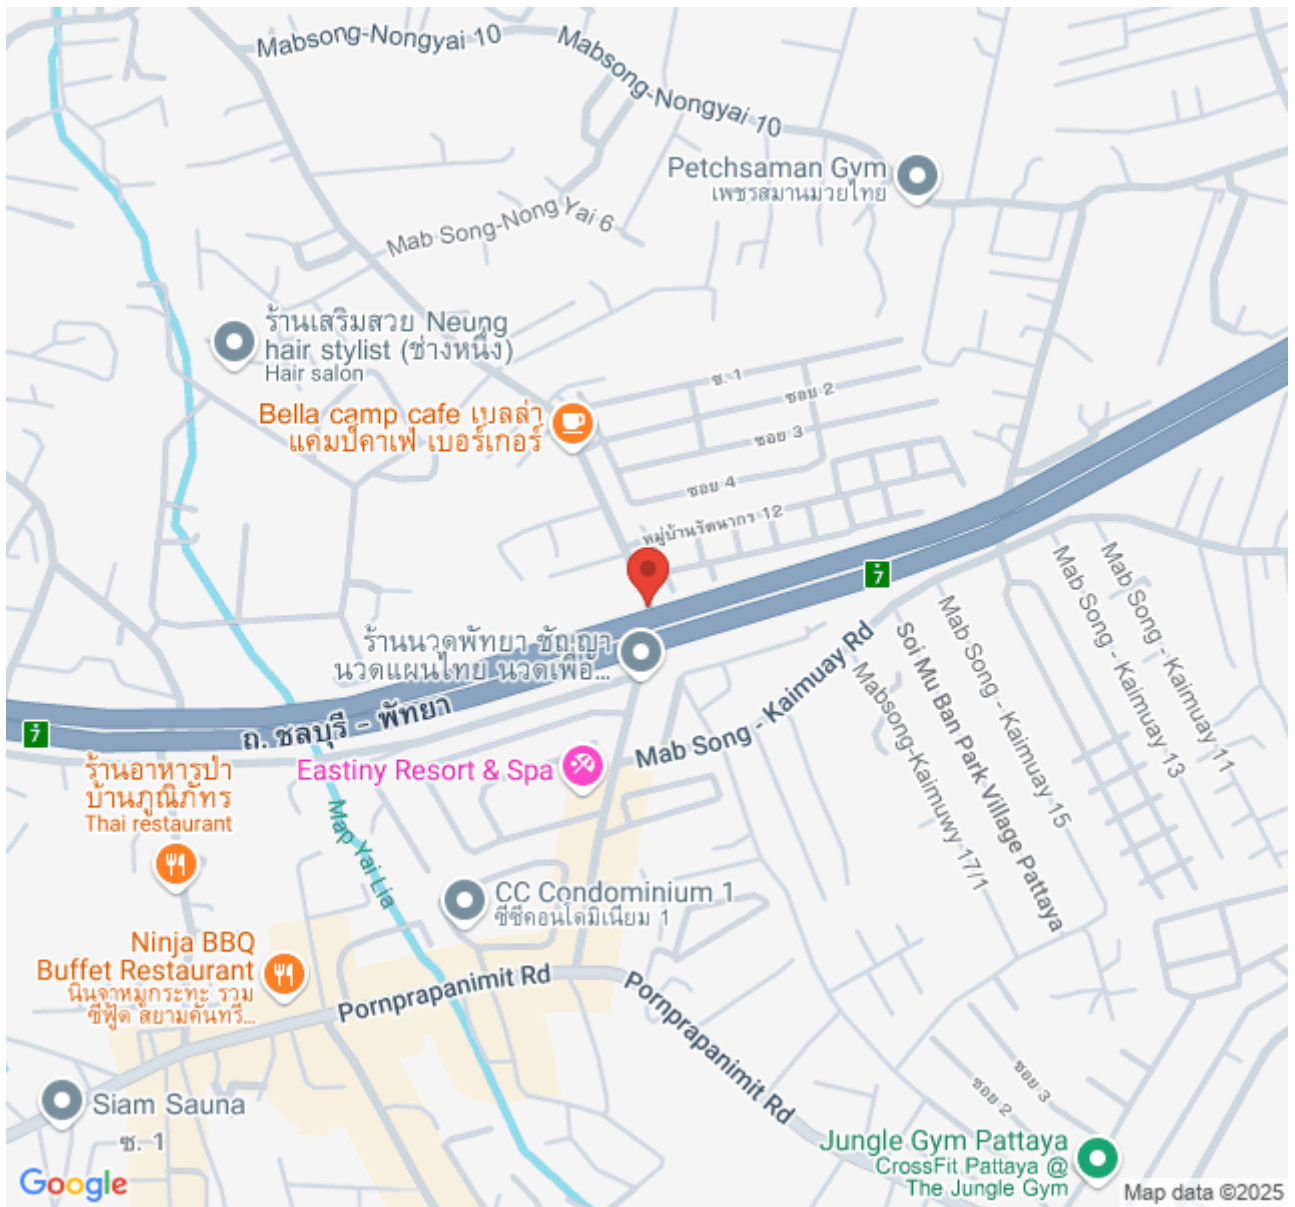 Mabsong-Nongyai 10
Mabsong-Nongyai 10
Petchsaman Gym
เพชรสมานมวยไทย
Mab Song-Nong Yai 6
ร้านเสริมสวย Neung
hair stylist (ช่างหนึ่ง)
Hair salon
ซ. 1
ซอย 2
Bella camp cafe เบลล่า
แคมป์คาเฟ่ เบอร์เกอร์
ซอย 3
ซอย 4
หมู่บ้านรัตนากร 12
7
Mab Song - Kaimuay 11
Mab Song - Kaimuay 13
Mab Song - Kaimuay 15
Soi Mu Ban Park Village Pattaya
Mabsong-Kaimuwy 17/1
ร้านนวดพัทยา ชัญญา
นวดแผนไทย นวดเพื่อ...
Mab Song - Kaimuay Rd
7
ถ. ชลบุรี - พัทยา
Eastiny Resort & Spa
ร้านอาหารป่า
บ้านภูณิภัทร
Thai restaurant
Map Yai Lia
CC Condominium 1
ซีซีคอนโดมิเนียม 1
Ninja BBQ
Buffet Restaurant
นินจาหมูกระทะ รวม
ซีฟู้ด สยามคันทรี...
Pornprapanimit Rd
Pornprapanimit Rd
ซอย 3
ซอย 2
Siam Sauna
ซ. 1
Jungle Gym Pattaya
CrossFit Pattaya @
The Jungle Gym
Google
Map data ©2025